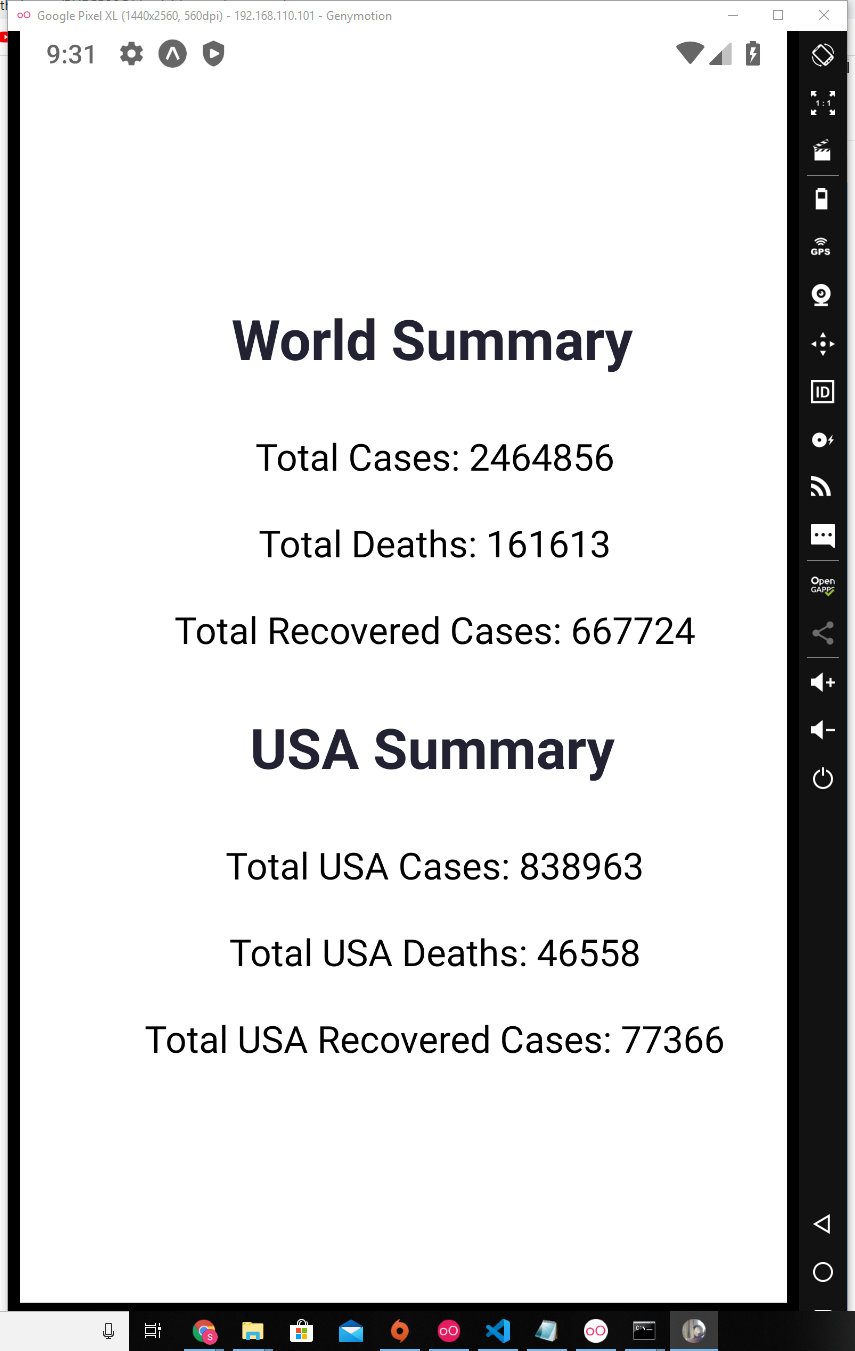 Google Pixel XL (1440x2560, 560dpi) - 192.168.110.101 - Genymotion
9:31
1:1
GPS
ID
Open
GAPPS
World Summary
Total Cases: 2464856
Total Deaths: 161613
Total Recovered Cases: 667724
USA Summary
Total USA Cases: 838963
Total USA Deaths: 46558
Total USA Recovered Cases: 77366